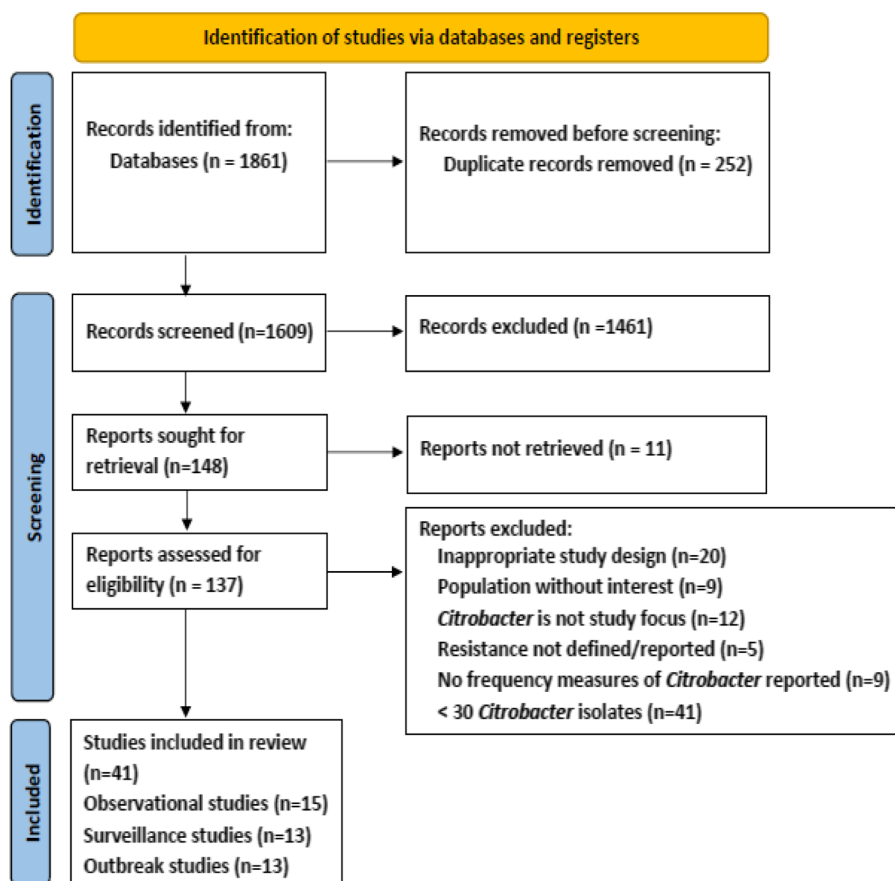 Identification of studies via databases and registers
Identification
Records identified from:
Databases (n = 1861)
Records removed before screening:
Duplicate records removed (n = 252)
Screening
Records screened (n=1609)
Records excluded (n =1461)
Reports sought for
retrieval (n=148)
Reports not retrieved (n = 11)
Reports assessed for
eligibility (n = 137)
Reports excluded:
Inappropriate study design (n=20)
Population without interest (n=9)
Citrobacter is not study focus (n=12)
Resistance not defined/reported (n=5)
No frequency measures of Citrobacter reported (n=9)
< 30 Citrobacter isolates (n=41)
Included
Studies included in review
(n=41)
Observational studies (n=15)
Surveillance studies (n=13)
Outbreak studies (n=13)